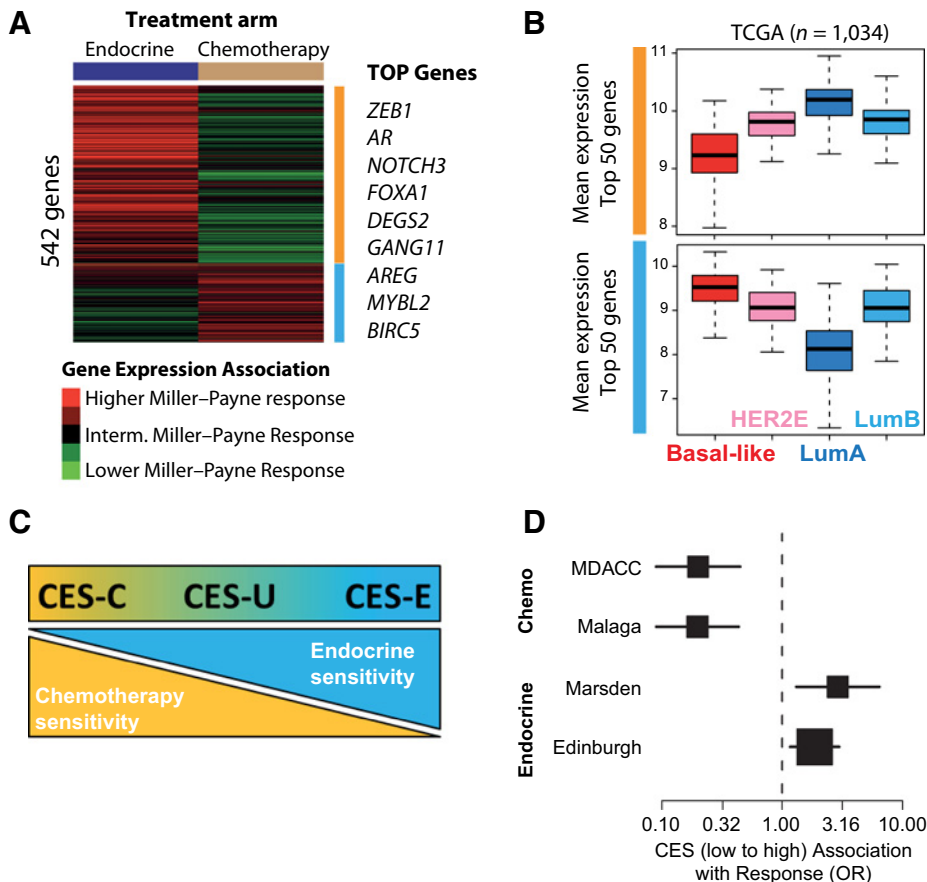 A
Treatment arm
Endocrine Chemotherapy
TOP Genes
542 genes
ZEB1
AR
NOTCH3
FOXA1
DEGS2
GANG11
AREG
MYBL2
BIRC5
Gene Expression Association
Higher Miller–Payne response
Interm. Miller–Payne Response
Lower Miller–Payne Response
B
TCGA (n = 1,034)
Mean expression
Top 50 genes
11
10
9
8
Mean expression
Top 50 genes
10
9
8
7
HER2E LumB
Basal-like LumA
C
CES-C CES-U CES-E
Endocrine
sensitivity
Chemotherapy
sensitivity
D
Chemo
MDACC
Malaga
Endocrine
Marsden
Edinburgh
0.10 0.32 1.00 3.16 10.00
CES (low to high) Association
with Response (OR)